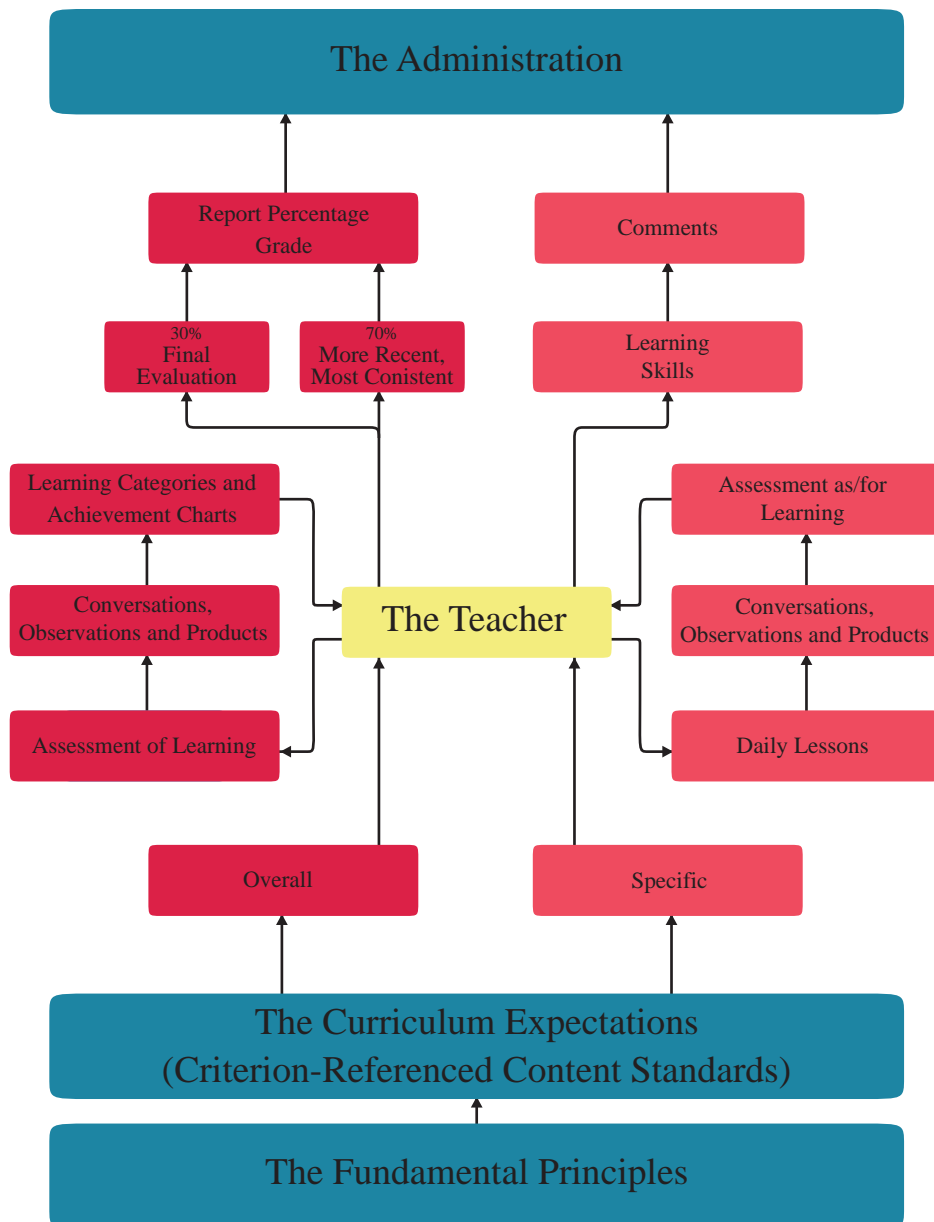 The Administration
Report Percentage
Grade
Comments
30%
Final
Evaluation
70%
More Recent,
Most Conistent
Learning
Skills
Learning Categories and
Achievement Charts
Assessment as/for
Learning
Conversations,
Observations and Products
The Teacher
Conversations,
Observations and Products
Assessment of Learning
Daily Lessons
Overall
Specific
The Curriculum Expectations
(Criterion-Referenced Content Standards)
The Fundamental Principles